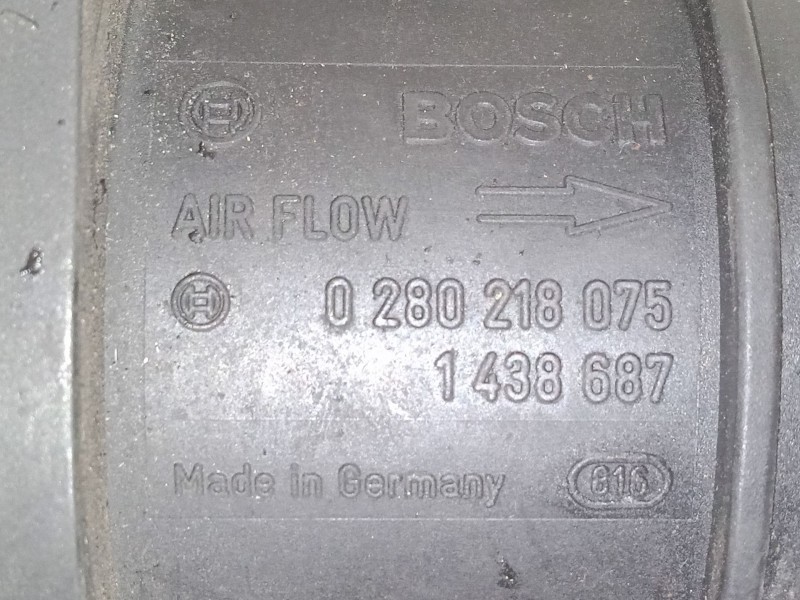 BOSCH
AIR FLOW
0 280 218 075
1 438 687
Made in Germany 816